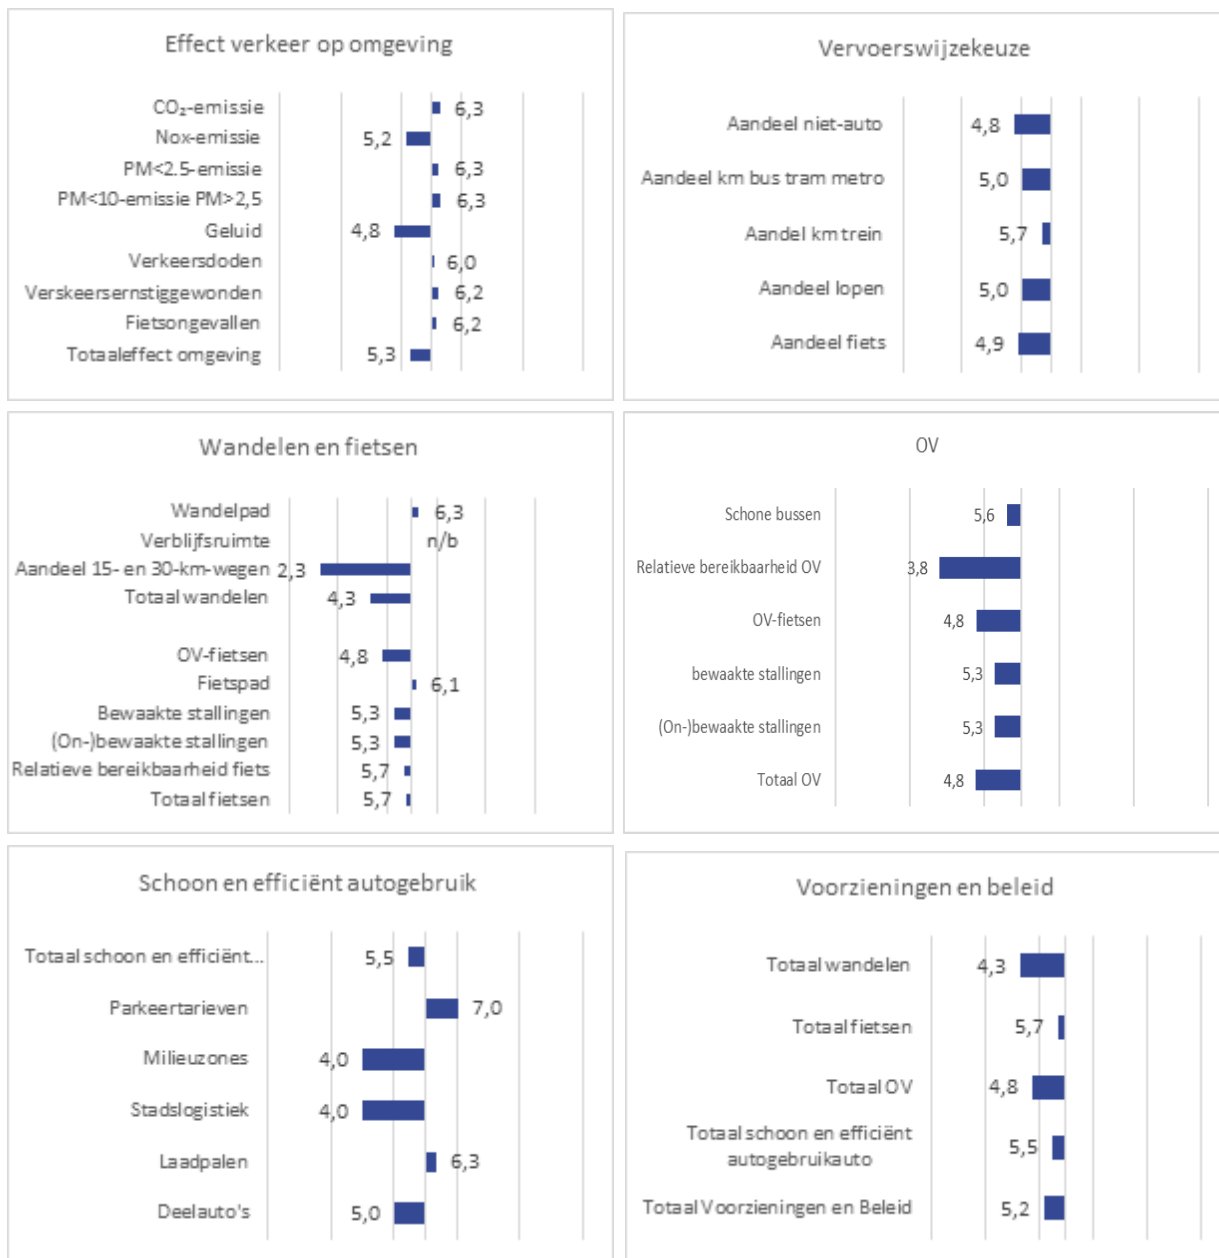 Effect verkeer op omgeving
CO₂-emissie 6,3
Nox-emissie 5,2
PM<2.5-emissie 6,3
PM<10-emissie PM>2,5 6,3
Geluid 4,8
Verkeersdoden 6,0
Verskeersernstiggewonden 6,2
Fietsongevallen 6,2
Totaaleffect omgeving 5,3
Vervoerswijzekeuze
Aandeel niet-auto 4,8
Aandeel km bus tram metro 5,0
Aandel km trein 5,7
Aandeel lopen 5,0
Aandeel fiets 4,9
Wandelen en fietsen
Wandelpad 6,3
Verblijfsruimte n/b
Aandeel 15- en 30-km-wegen 2,3
Totaal wandelen 4,3
OV-fietsen 4,8
Fietspad 6,1
Bewaakte stallingen 5,3
(On-)bewaakte stallingen 5,3
Relatieve bereikbaarheid fiets 5,7
Totaal fietsen 5,7
OV
Schone bussen 5,6
Relatieve bereikbaarheid OV 3,8
OV-fietsen 4,8
bewaakte stallingen 5,3
(On-)bewaakte stallingen 5,3
Totaal OV 4,8
Schoon en efficiënt autogebruik
Totaal schoon en efficiënt... 5,5
Parkeertarieven 7,0
Milieuzones 4,0
Stadslogistiek 4,0
Laadpalen 6,3
Deelauto's 5,0
Voorzieningen en beleid
Totaal wandelen 4,3
Totaal fietsen 5,7
Totaal OV 4,8
Totaal schoon en efficiënt
autogebruikauto 5,5
Totaal Voorzieningen en Beleid 5,2